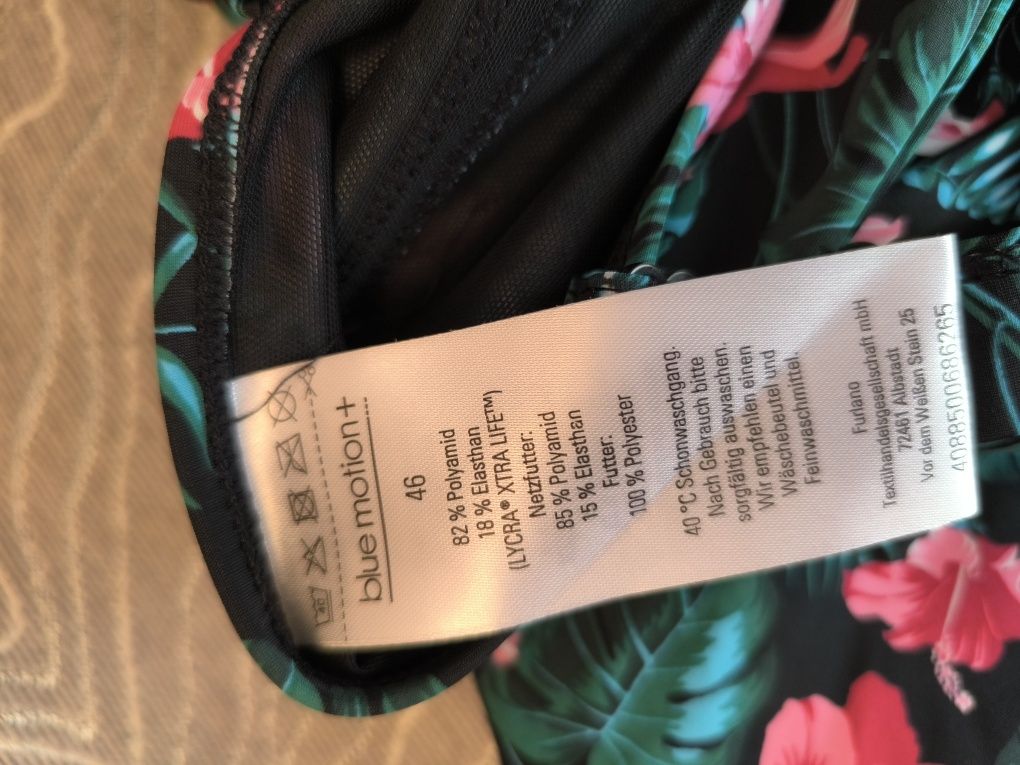 40
blue motion+
46
82 % Polyamid
18 % Elasthan
(LYCRA® XTRA LIFE™)
Netzfutter:
85 % Polyamid
15 % Elasthan
Futter:
100 % Polyester
40 °C Schonwaschgang.
Nach Gebrauch bitte
sorgfältig auswaschen.
Wir empfehlen einen
Wäschebeutel und
Feinwaschmittel.
Furlano
Textilhandelsgesellschaft mbH
72461 Albstadt
Vor dem Weißen Stein 25
4088500686265